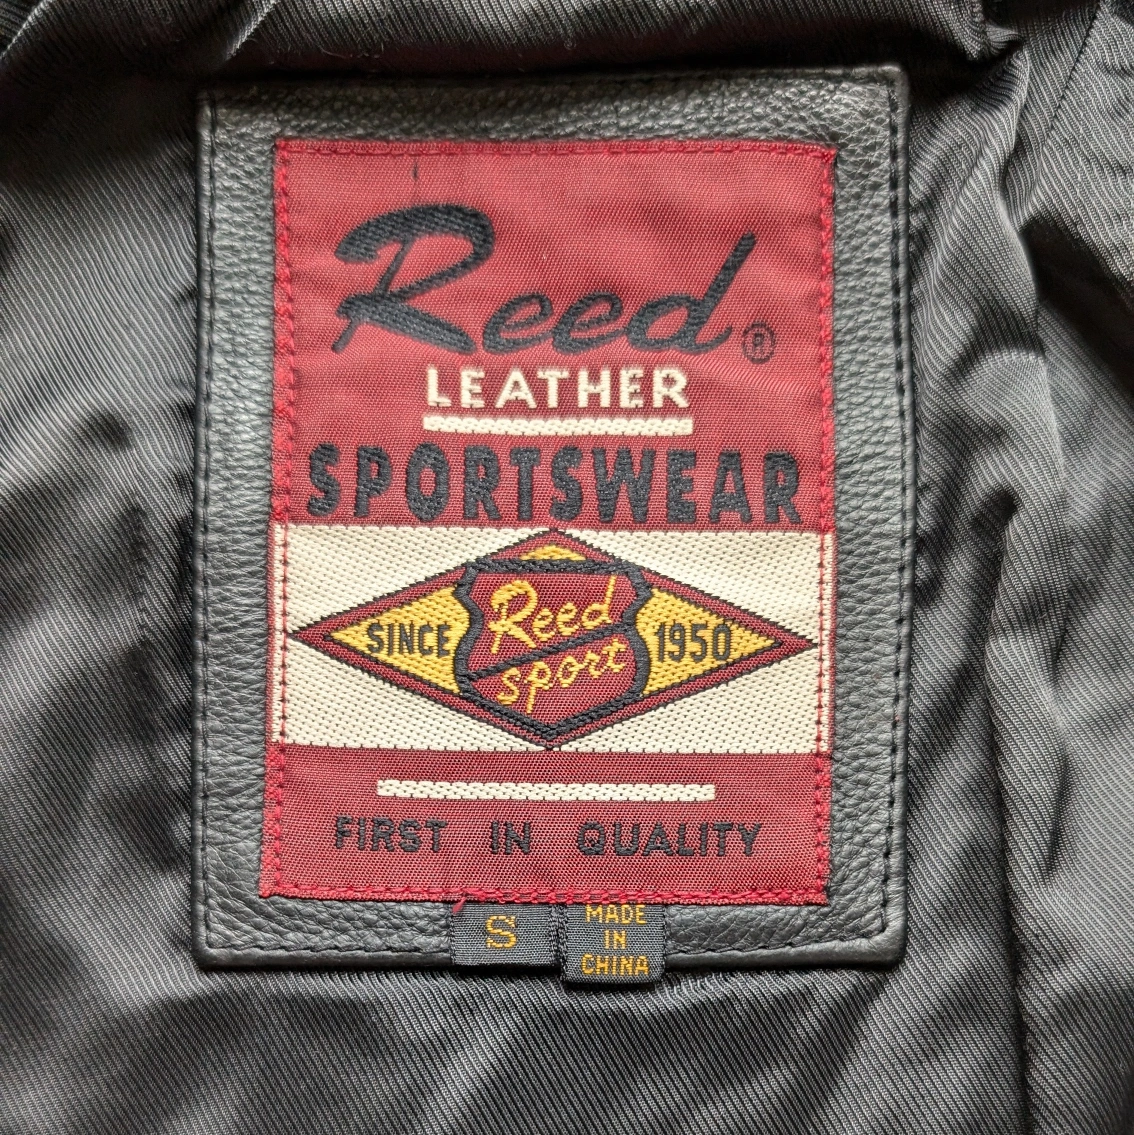 Reed®
LEATHER
SPORTSWEAR
SINCE Reed sport 1950
FIRST IN QUALITY
S
MADE
IN
CHINA